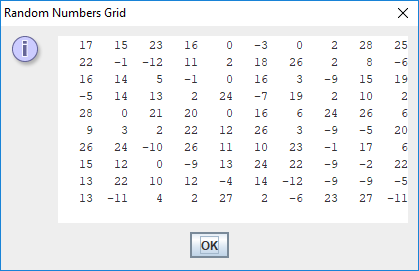 Random Numbers Grid
17 15 23 16 0 -3 0 2 28 25
22 -1 -12 11 2 18 26 2 8 -6
16 14 5 -1 0 16 3 -9 15 19
-5 14 13 2 24 -7 19 2 10 2
28 0 21 20 0 16 6 24 26 6
9 3 2 22 12 26 3 -9 -5 20
26 24 -10 26 11 10 23 -1 17 6
15 12 0 -9 13 24 22 -9 -2 22
13 22 10 12 -4 14 -12 -9 -9 -5
13 -11 4 2 27 2 -6 23 27 -11
OK